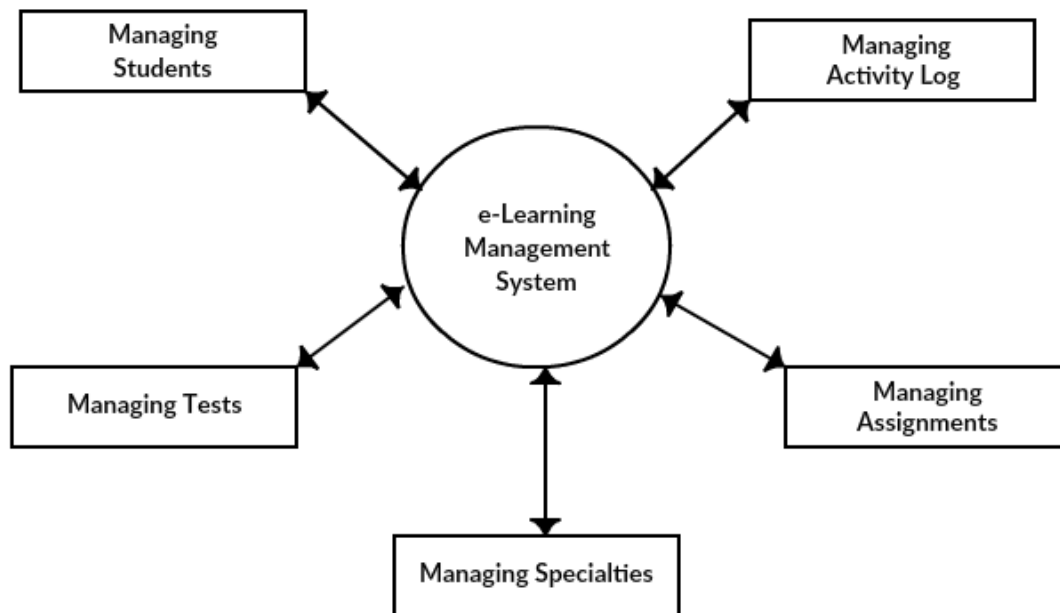 Managing
Students
Managing
Activity Log
e-Learning
Management
System
Managing Tests
Managing
Assignments
Managing Specialties